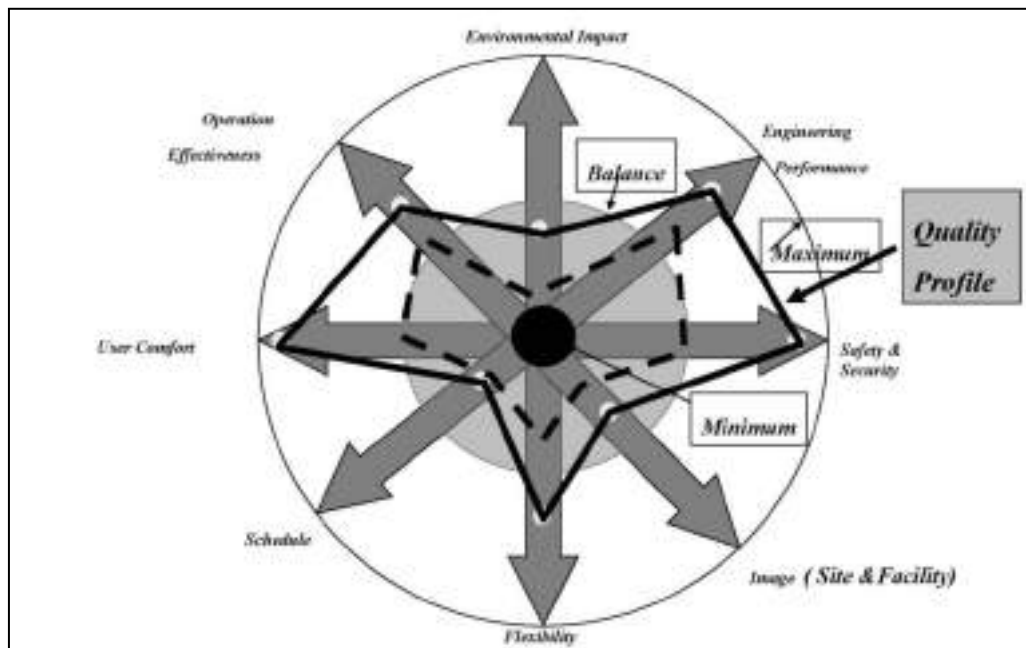 Environmental Impact
Operation
Effectiveness
Engineering
Performance
Balance
Maximum
Quality
Profile
User Comfort
Safety &
Security
Minimum
Schedule
Image ( Site & Facility)
Flexibility